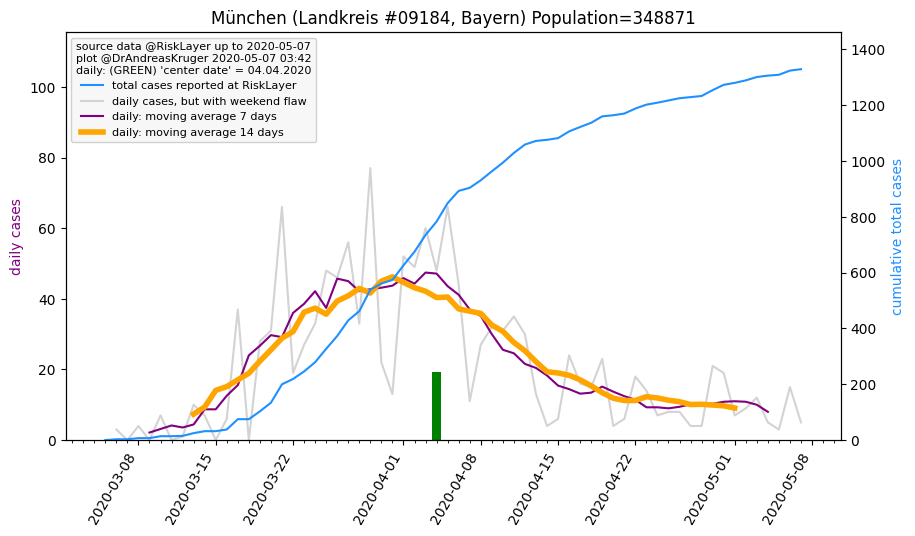 München (Landkreis #09184, Bayern) Population=348871
source data @RiskLayer up to 2020-05-07
plot @DrAndreasKruger 2020-05-07 03:42
daily: (GREEN) 'center date' = 04.04.2020
total cases reported at RiskLayer
daily cases, but with weekend flaw
daily: moving average 7 days
daily: moving average 14 days
daily cases
100
80
60
40
20
0
1400
1200
1000
800
600
400
200
0
cumulative total cases
2020-03-08
2020-03-15
2020-03-22
2020-04-01
2020-04-08
2020-04-15
2020-04-22
2020-05-01
2020-05-08